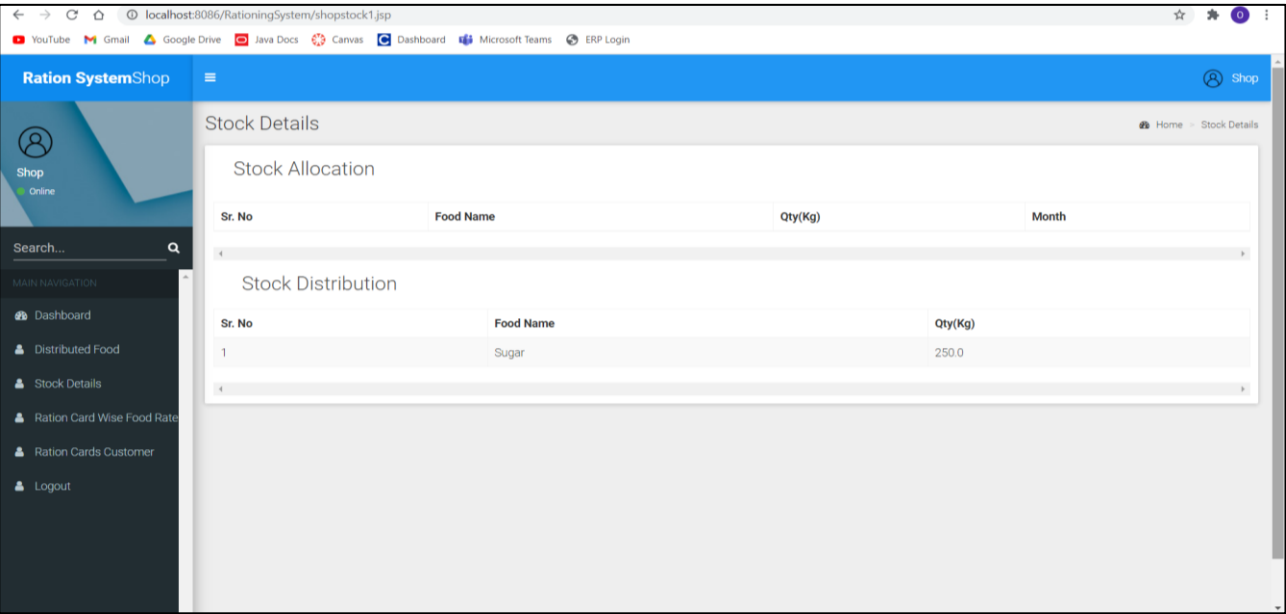 localhost:8086/RationingSystem/shopstock1.jsp
O
YouTube Gmail Google Drive Java Docs Canvas Dashboard Microsoft Teams ERP Login
Ration SystemShop
Shop
Shop
Online
Search...
MAIN NAVIGATION
Dashboard
Distributed Food
Stock Details
Ration Card Wise Food Rate
Ration Cards Customer
Logout
Stock Details
Home > Stock Details
Stock Allocation
Sr. No Food Name Qty(Kg) Month
Stock Distribution
Sr. No Food Name Qty(Kg)
1 Sugar 250.0